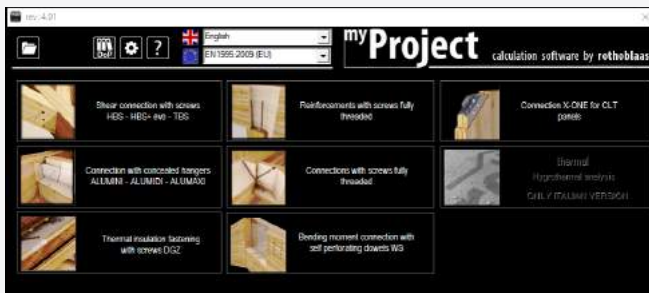 rev.:4.01
DoP
?
English
EN 1995:2009 (EU)
myProject
calculation software by rothoblaas
Shear connection with screws
HBS - HBS+ evo - TBS
Reinforcements with screws fully
threaded
Connection X-ONE for CLT
panels
Connection with concealed hangers
ALUMINI - ALUMIDI - ALUMAXI
Connections with screws fully
threaded
Thermal
Hygrothermal analysis
ONLY ITALIAN VERSION
Thermal insulation fastening
with screws DGZ
Bending moment connection with
self perforating dowels WS